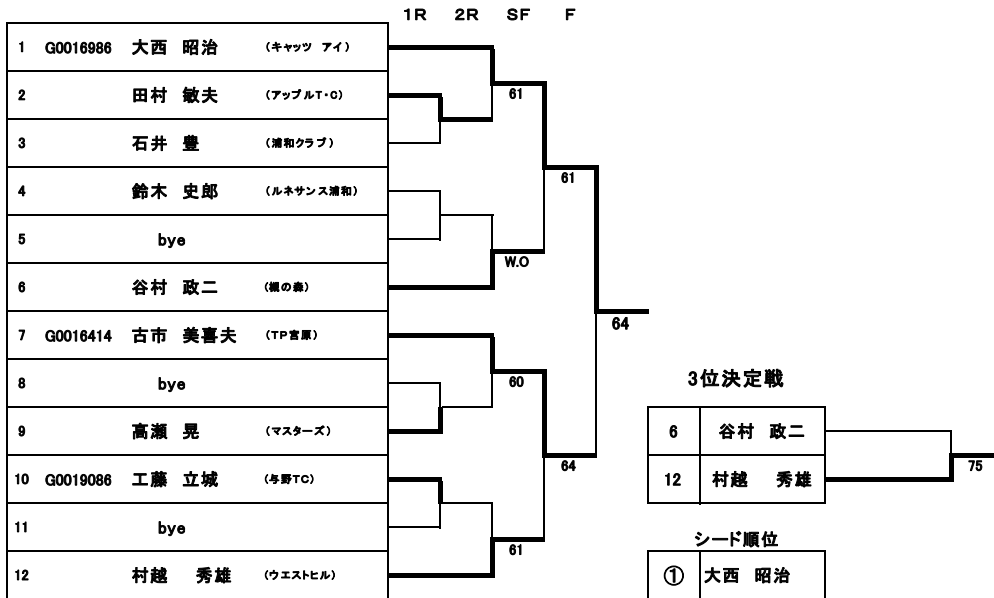 1R 2R SF F
1 G0016986 大西 昭治 (キャッツ アイ)
2 田村 敏夫 (アップルT・C)
3 石井 豊 (浦和クラブ)
4 鈴木 史郎 (ルネサンス浦和)
5 bye
6 谷村 政二 (槻の森)
7 G0016414 古市 美喜夫 (TP宮原)
8 bye
9 高瀬 晃 (マスターズ)
10 G0019086 工藤 立城 (与野TC)
11 bye
12 村越 秀雄 (ウエストヒル)
61
W.O
60
61
61
64
64
3位決定戦
6 谷村 政二
12 村越 秀雄
75
シード順位
① 大西 昭治